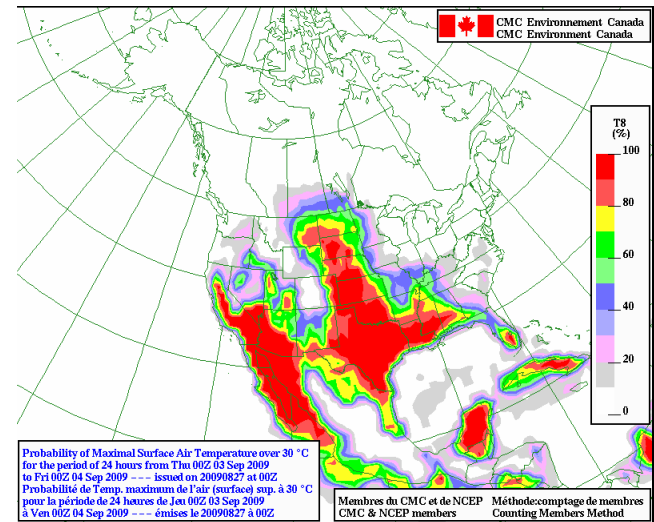 CMC Environnement Canada
CMC Environment Canada
T8
(%)
100
80
60
40
20
0
Probability of Maximal Surface Air Temperature over 30 °C
for the period of 24 hours from Thu 00Z 03 Sep 2009
to Fri 00Z 04 Sep 2009 --- issued on 20090827 at 00Z
Probabilité de Temp. maximum de l'air (surface) sup. à 30 °C
pour la période de 24 heures de Jeu 00Z 03 Sep 2009
à Ven 00Z 04 Sep 2009 --- émises le 20090827 à 00Z
Membres du CMC et de NCEP Méthode:comptage de membres
CMC & NCEP members Counting Members Method